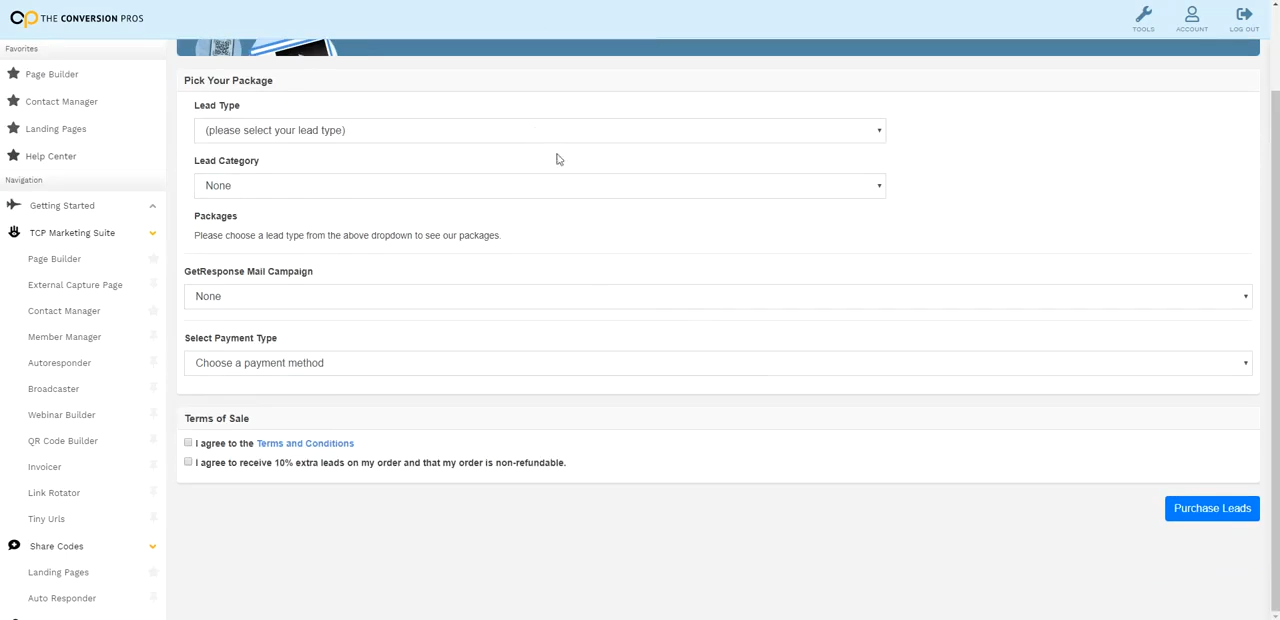 THE CONVERSION PROS
TOOLS
ACCOUNT
LOG OUT
Favorites
Page Builder
Contact Manager
Landing Pages
Help Center
Navigation
Getting Started
TCP Marketing Suite
Page Builder
External Capture Page
Contact Manager
Member Manager
Autoresponder
Broadcaster
Webinar Builder
QR Code Builder
Invoicer
Link Rotator
Tiny Urls
Share Codes
Landing Pages
Auto Responder
Pick Your Package
Lead Type
(please select your lead type)
Lead Category
None
Packages
Please choose a lead type from the above dropdown to see our packages.
GetResponse Mail Campaign
None
Select Payment Type
Choose a payment method
Terms of Sale
I agree to the Terms and Conditions
I agree to receive 10% extra leads on my order and that my order is non-refundable.
Purchase Leads